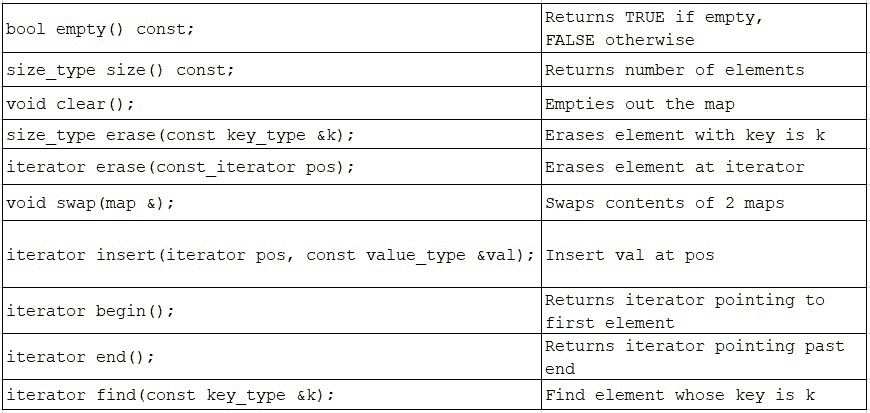 bool empty() const;
Returns TRUE if empty,
FALSE otherwise
size_type size() const;
Returns number of elements
void clear();
Empties out the map
size_type erase(const key_type &k);
Erases element with key is k
iterator erase(const_iterator pos);
Erases element at iterator
void swap(map &);
Swaps contents of 2 maps
iterator insert(iterator pos, const value_type &val);
Insert val at pos
iterator begin();
Returns iterator pointing to
first element
iterator end();
Returns iterator pointing past
end
iterator find(const key_type &k);
Find element whose key is k